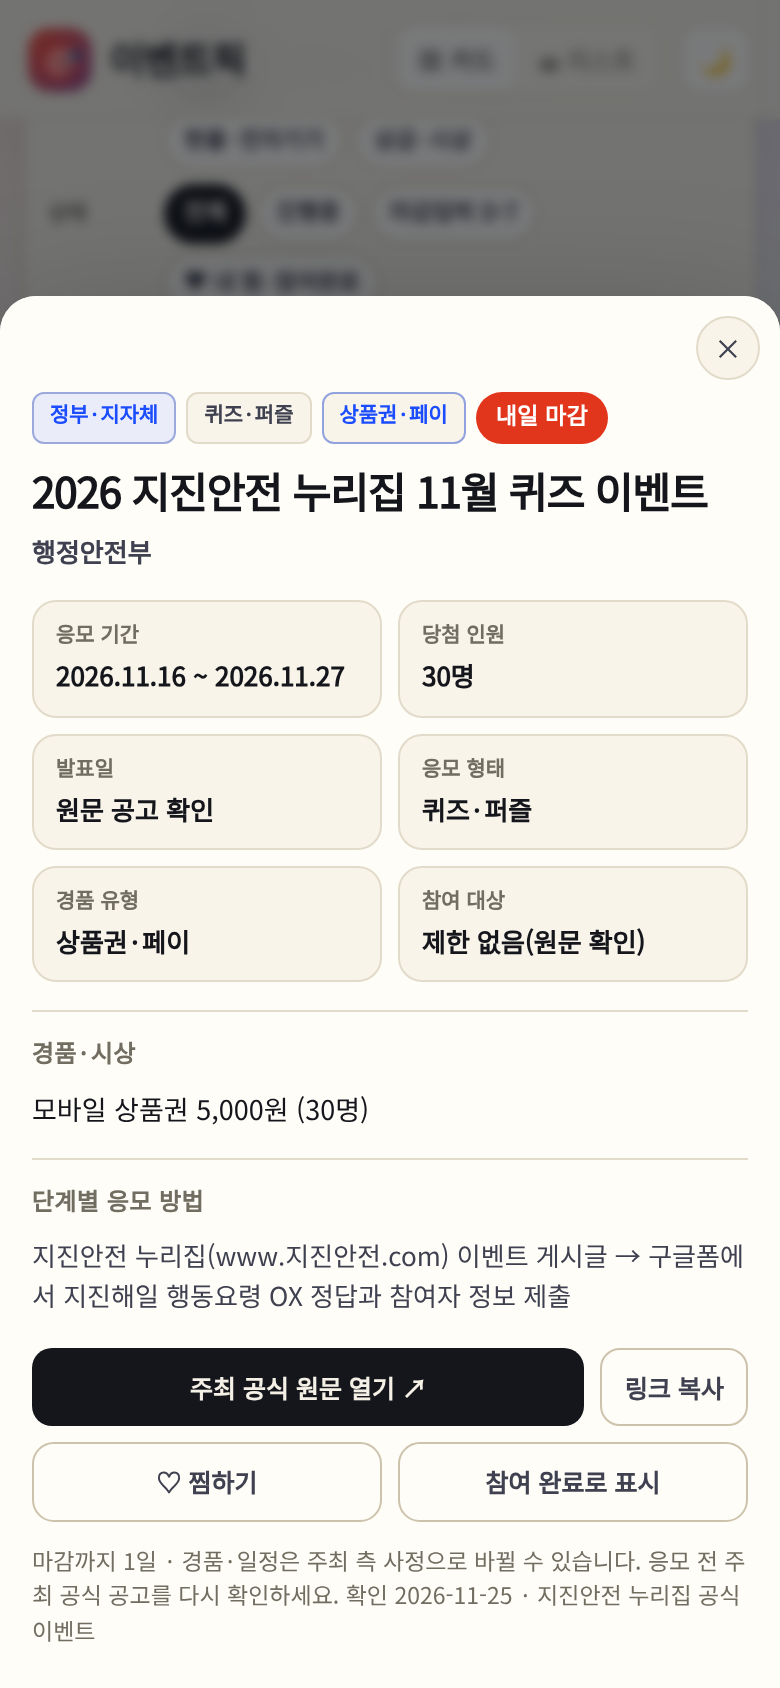 이벤트픽
전체
진행중
정부·지자체
퀴즈·퍼즐
상품권·페이
내일 마감
2026 지진안전 누리집 11월 퀴즈 이벤트
행정안전부
응모 기간
2026.11.16 ~ 2026.11.27
당첨 인원
30명
발표일
원문 공고 확인
응모 형태
퀴즈·퍼즐
경품 유형
상품권·페이
참여 대상
제한 없음(원문 확인)
경품·시상
모바일 상품권 5,000원 (30명)
단계별 응모 방법
지진안전 누리집(www.지진안전.com) 이벤트 게시글 → 구글폼에
서 지진해일 행동요령 OX 정답과 참여자 정보 제출
주최 공식 원문 열기 ↗
링크 복사
♡ 찜하기
참여 완료로 표시
마감까지 1일 · 경품·일정은 주최 측 사정으로 바뀔 수 있습니다. 응모 전 주
최 공식 공고를 다시 확인하세요. 확인 2026-11-25 · 지진안전 누리집 공식
이벤트